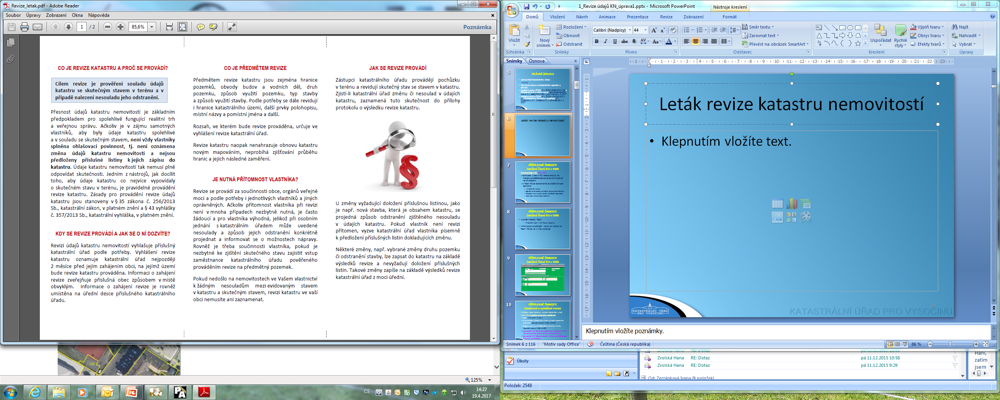 Revize_letak.pdf - Adobe Reader
Soubor Úpravy Zobrazení Okna Nápověda
1 / 2 85,6% Poznámka
CO JE REVIZE KATASTRU A PROČ SE PROVÁDÍ?
Cílem revize je prověření souladu údajů
katastru se skutečným stavem v terénu a v
případě nalezení nesouladu jeho odstranění.
Přesnost údajů katastru nemovitostí je základním
předpokladem pro spolehlivě fungující realitní trh
a veřejnou správu. Ačkoliv je v zájmu samotných
vlastníků, aby byly údaje katastru spolehlivé
a v souladu se skutečným stavem, není vždy vlastníky
splněna ohlašovací povinnost, tj. není oznámena
změna údajů katastru nemovitostí a nejsou
předloženy příslušné listiny k jejich zápisu do
katastru. Údaje katastru nemovitostí tak nemusí plně
odpovídat skutečnosti. Jedním z nástrojů, jak docílit
toho, aby údaje katastru co nejvíce vypovídaly
o skutečném stavu v terénu, je pravidelné provádění
revize katastru. Zásady pro provádění revize údajů
katastru jsou stanoveny v § 35 zákona č. 256/2013
Sb., katastrální zákon, v platném znění a § 43 vyhlášky
č. 357/2013 Sb., katastrální vyhláška, v platném znění.
KDY SE REVIZE PROVÁDÍ A JAK SE O NÍ DOZVÍTE?
Revizi údajů katastru nemovitostí vyhlašuje příslušný
katastrální úřad podle potřeby. Vyhlášení revize
katastru oznamuje katastrální úřad nejpozději
2 měsíce před jejím zahájením obci, na jejímž území
bude revize katastru prováděna. Informaci o zahájení
revize zveřejňuje příslušná obec způsobem v místě
obvyklým. Informace o zahájení revize je rovněž
umístěna na úřední desce příslušného katastrálního
úřadu.
CO JE PŘEDMĚTEM REVIZE
Předmětem revize katastru jsou zejména hranice
pozemků, obvody budov a vodních děl, druh
pozemku, způsob využití pozemku, typ stavby
a způsob využití stavby. Podle potřeby se dále revidují
i hranice katastrálního území, další prvky polohopisu,
místní názvy a pomístní jména a další.
Rozsah, ve kterém bude revize prováděna, určuje ve
vyhlášení revize katastrální úřad.
Revize katastru naopak nenahrazuje obnovu katastru
novým mapováním, neprobíhá zjišťování průběhu
hranic a jejich následné zaměření.
JE NUTNÁ PŘÍTOMNOST VLASTNÍKA?
Revize se provádí za součinnosti obce, orgánů veřejné
moci a podle potřeby i jednotlivých vlastníků a jiných
oprávněných. Ačkoliv přítomnost vlastníka při revizi
není v mnoha případech nezbytně nutná, je často
žádoucí a pro vlastníka výhodná, jelikož při osobním
jednání s katastrálním úřadem může uvedené
nesoulady a způsob jejich odstranění konkrétně
projednat a informovat se o možnostech nápravy.
Rovněž je třeba součinnosti vlastníka, pokud je
nezbytné ke zjištění skutečného stavu zajistit vstup
zaměstnance katastrálního úřadu pověřeného
prováděním revize na předmětný pozemek.
Pokud nedošlo na nemovitostech ve Vašem vlastnictví
k žádným nesouladům mezi evidovaným stavem
v katastru a skutečným stavem, revizi katastru ve vaší
obci nemusíte ani zaznamenat.
JAK SE REVIZE PROVÁDÍ
Zástupci katastrálního úřadu provádějí pochůzky
v terénu a revidují skutečný stav se stavem v katastru.
Zjistí-li katastrální úřad změnu či nesoulad v údajích
katastru, zaznamená tuto skutečnost do přílohy
protokolu o výsledku revize katastru.
U změny vyžadující doložení příslušnou listinou, jako
je např. nová stavba, která je obsahem katastru, se
projedná způsob odstranění zjištěného nesouladu
v údajích katastru. Pokud vlastník není revizi
přítomen, vyzve katastrální úřad vlastníka písemně
k předložení příslušných listin dokladujících změnu.
Některé změny, např. vybrané změny druhu pozemku
či odstranění stavby, lze zapsat do katastru na základě
výsledků revize a nevyžadují doložení příslušných
listin. Takové změny zapíše na základě výsledků revize
katastrální úřad z moci úřední.
125%
CS 14:27
19.4.2017
1_Revize údajů KN_úprava1.pptx - Microsoft PowerPoint Nástroje kreslení
Domů Vložení Návrh Animace Prezentace Revize Zobrazení Formát
Vložit Nový snímek Rozložení Obnovit Odstranit
Calibri (Nadpisy) 44
Směr textu Zarovnat text Převést na obrázek SmartArt
Uspořádat Rychlé styly Výplň tvaru Obrys tvaru Efekty tvarů
Najít Nahradit Vybrat
Schránka Snímky Písmo Odstavec Kreslení Úpravy
Snímky Osnova
5 PRÁVNÍ ÚPRAVA
6 Leták revize katastru nemovitostí
7 PŘÍPRAVNÉ ČINNOSTI
Založení řízení RO v ISKN
8 PŘÍPRAVNÉ ČINNOSTI
Založení řízení RO v ISKN
9 PŘÍPRAVNÉ ČINNOSTI
Založení řízení RO v ISKN
10 PŘÍPRAVNÉ ČINNOSTI
Oznámení o vyhlášení revize
Leták revize katastru nemovitostí
• Klepnutím vložíte text.
KATASTRÁLNÍ ÚŘAD
PRO VYSOČINU
KATASTRÁLNÍ ÚŘAD PRO VYSOČINU
Klepnutím vložíte poznámky.
Snímek 6 z 116 "Motiv sady Office" Čeština (Česká republika) 86 %
Úkoly
Zvolská Hana RE: Dotaz pá 11.12.2015 10:58
Zvolská Hana RE: Dotaz pá 11.12.2015 9:29
Od: Zerzánková Ivana (9 položek)
Hani,
zatím
jsem
Položek: 2548